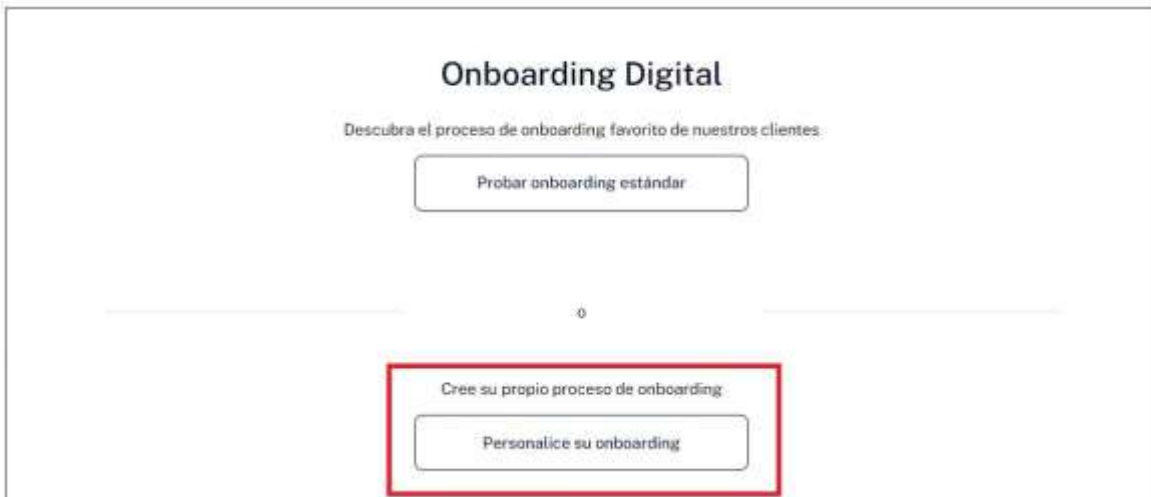 Onboarding Digital
Descubra el proceso de onboarding favorito de nuestros clientes
Probar onboarding estándar
o
Cree su propio proceso de onboarding
Personalice su onboarding